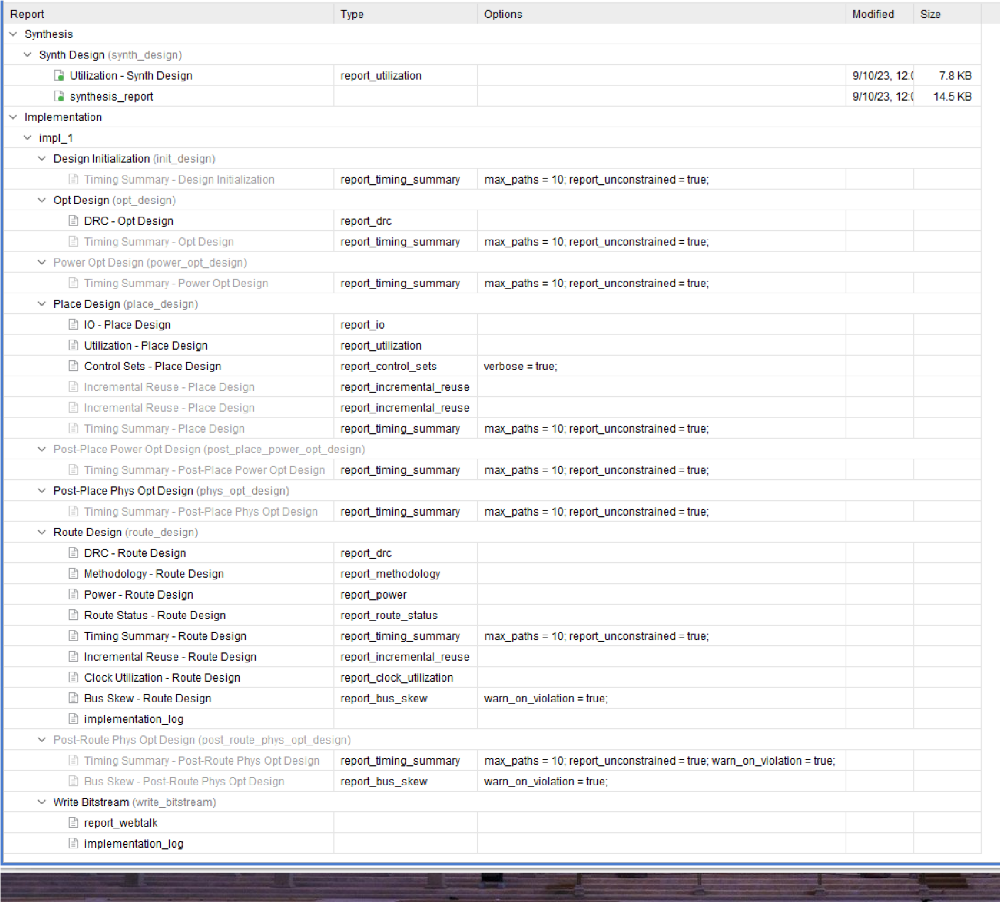 Report Type Options Modified Size
Synthesis
Synth Design (synth_design)
Utilization - Synth Design report_utilization 9/10/23, 12:0 7.8 KB
synthesis_report 9/10/23, 12:0 14.5 KB
Implementation
impl_1
Design Initialization (init_design)
Timing Summary - Design Initialization report_timing_summary max_paths = 10; report_unconstrained = true;
Opt Design (opt_design)
DRC - Opt Design report_drc
Timing Summary - Opt Design report_timing_summary max_paths = 10; report_unconstrained = true;
Power Opt Design (power_opt_design)
Timing Summary - Power Opt Design report_timing_summary max_paths = 10; report_unconstrained = true;
Place Design (place_design)
IO - Place Design report_io
Utilization - Place Design report_utilization
Control Sets - Place Design report_control_sets verbose = true;
Incremental Reuse - Place Design report_incremental_reuse
Incremental Reuse - Place Design report_incremental_reuse
Timing Summary - Place Design report_timing_summary max_paths = 10; report_unconstrained = true;
Post-Place Power Opt Design (post_place_power_opt_design)
Timing Summary - Post-Place Power Opt Design report_timing_summary max_paths = 10; report_unconstrained = true;
Post-Place Phys Opt Design (phys_opt_design)
Timing Summary - Post-Place Phys Opt Design report_timing_summary max_paths = 10; report_unconstrained = true;
Route Design (route_design)
DRC - Route Design report_drc
Methodology - Route Design report_methodology
Power - Route Design report_power
Route Status - Route Design report_route_status
Timing Summary - Route Design report_timing_summary max_paths = 10; report_unconstrained = true;
Incremental Reuse - Route Design report_incremental_reuse
Clock Utilization - Route Design report_clock_utilization
Bus Skew - Route Design report_bus_skew warn_on_violation = true;
implementation_log
Post-Route Phys Opt Design (post_route_phys_opt_design)
Timing Summary - Post-Route Phys Opt Design report_timing_summary max_paths = 10; report_unconstrained = true; warn_on_violation = true;
Bus Skew - Post-Route Phys Opt Design report_bus_skew warn_on_violation = true;
Write Bitstream (write_bitstream)
report_webtalk
implementation_log